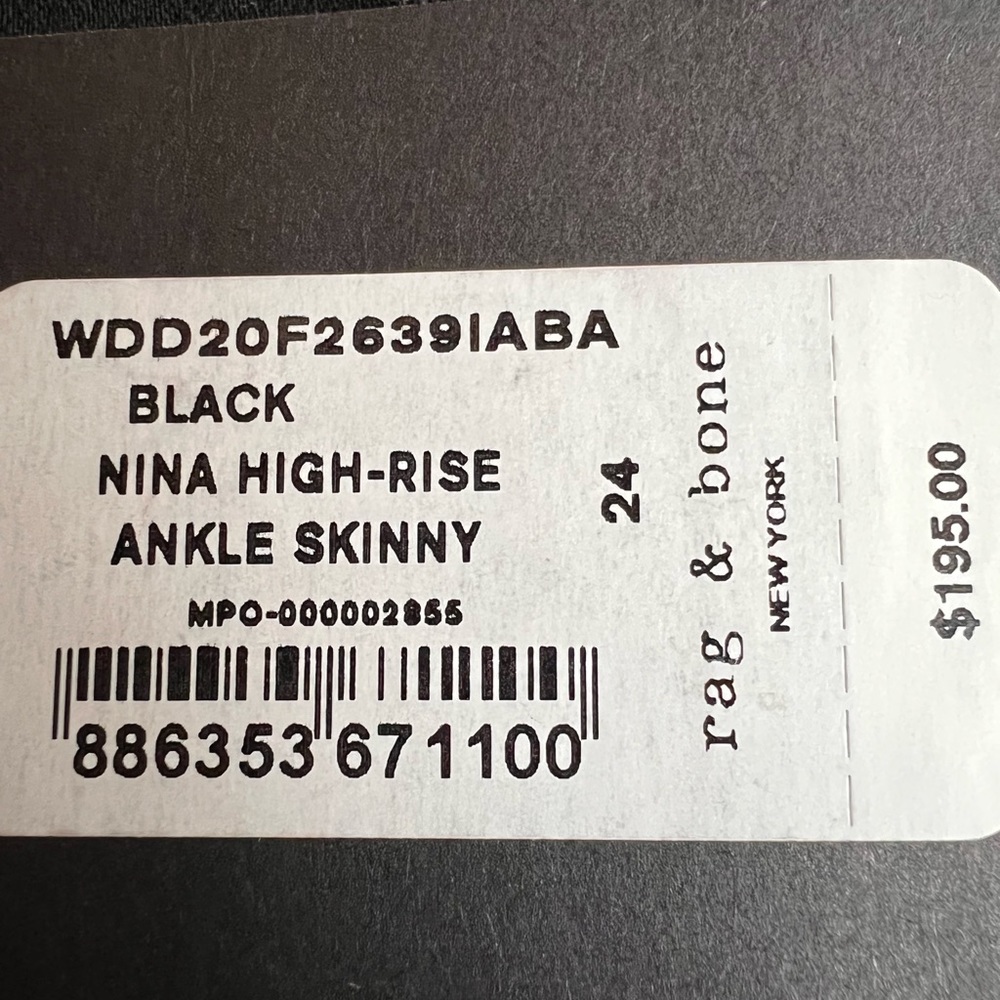 WDD20F2639IABA
BLACK
NINA HIGH-RISE
ANKLE SKINNY
MPO-000002855
886353 671100
24
rag & bone
NEW YORK
$195.00